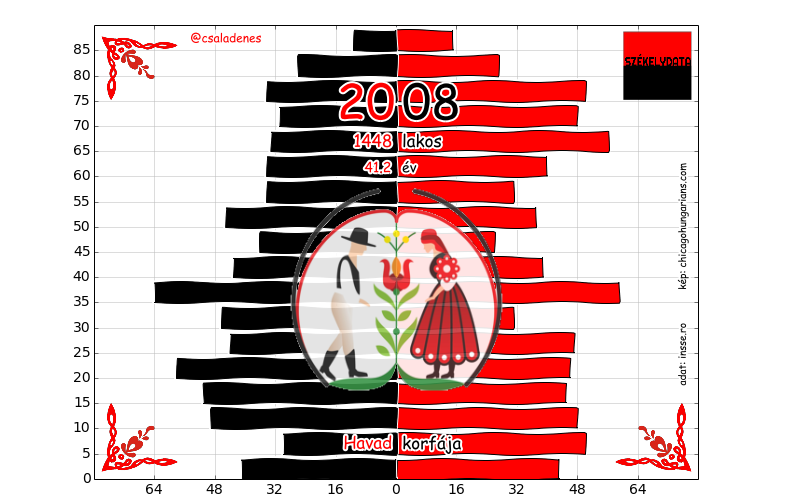 @csaladenes
SZÉKELYDATA
2008
1448 lakos
41,2 év
kép: chicagohungarians.com
adat: insse.ro
Havad korfája
85
80
75
70
65
60
55
50
45
40
35
30
25
20
15
10
5
0
64 48 32 16 0 16 32 48 64